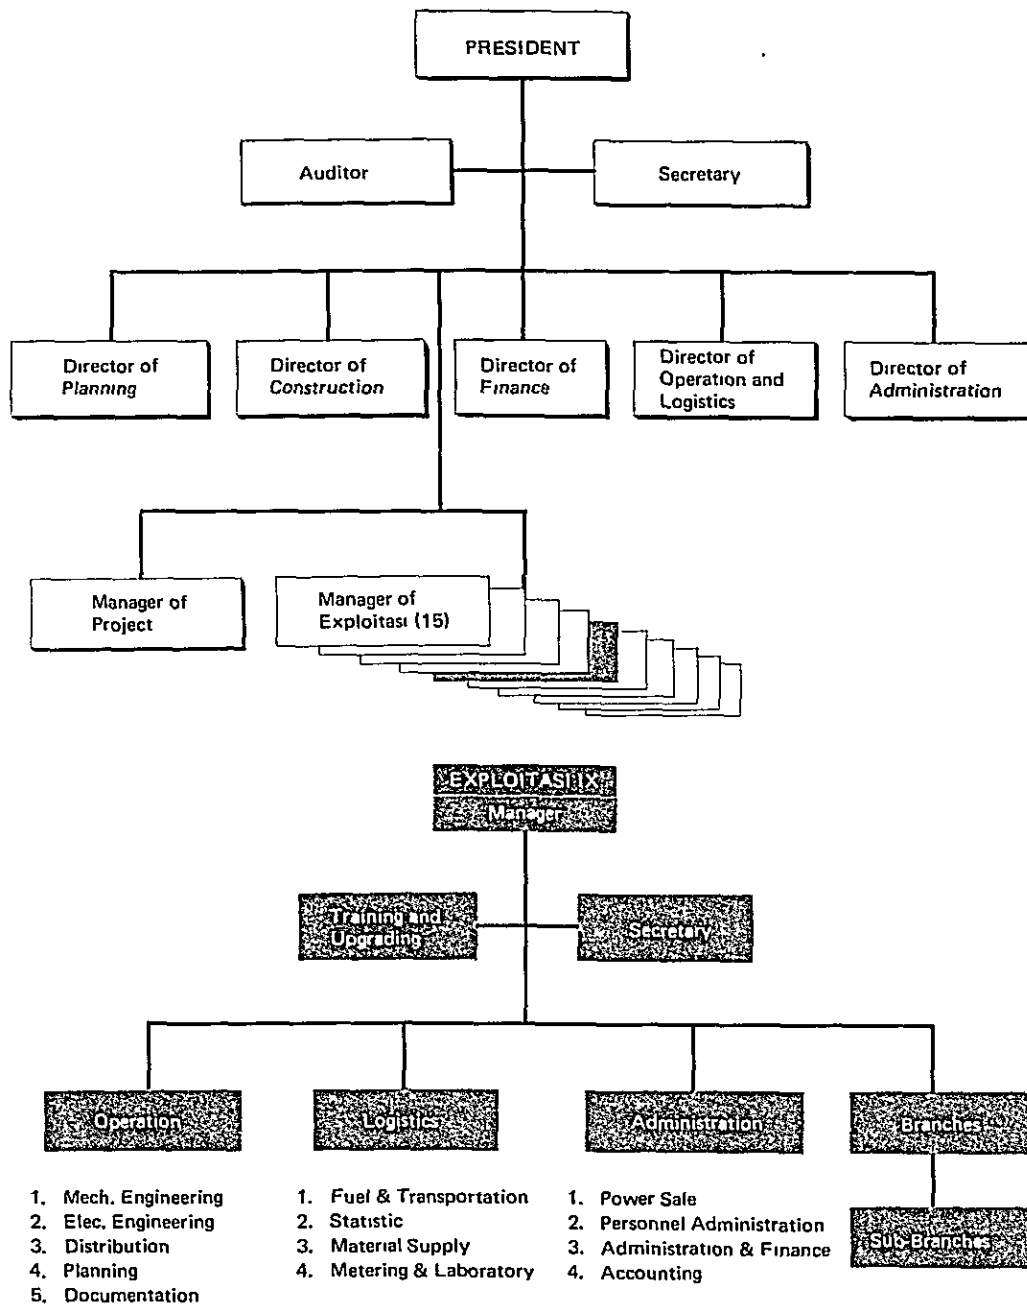 PRESIDENT
Auditor
Secretary
Director of
Planning
Director of
Construction
Director of
Finance
Director of
Operation and
Logistics
Director of
Administration
Manager of
Project
Manager of
Exploitasi (15)
EXPLOITASI IX
Manager
Training and
Upgrading
Secretary
Operation
Logistics
Administration
Branches
Sub-Branches
1. Mech. Engineering
2. Elec. Engineering
3. Distribution
4. Planning
5. Documentation
1. Fuel & Transportation
2. Statistic
3. Material Supply
4. Metering & Laboratory
1. Power Sale
2. Personnel Administration
3. Administration & Finance
4. Accounting